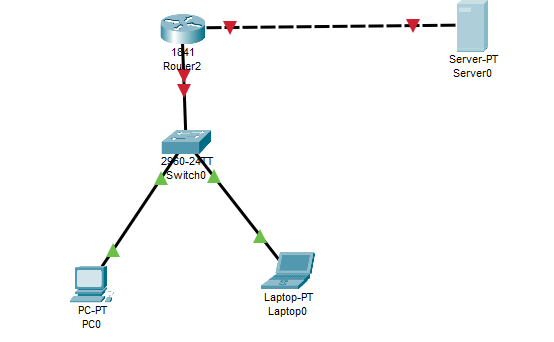 1841
Router2
Server-PT
Server0
2960-24TT
Switch0
PC-PT
PC0
Laptop-PT
Laptop0